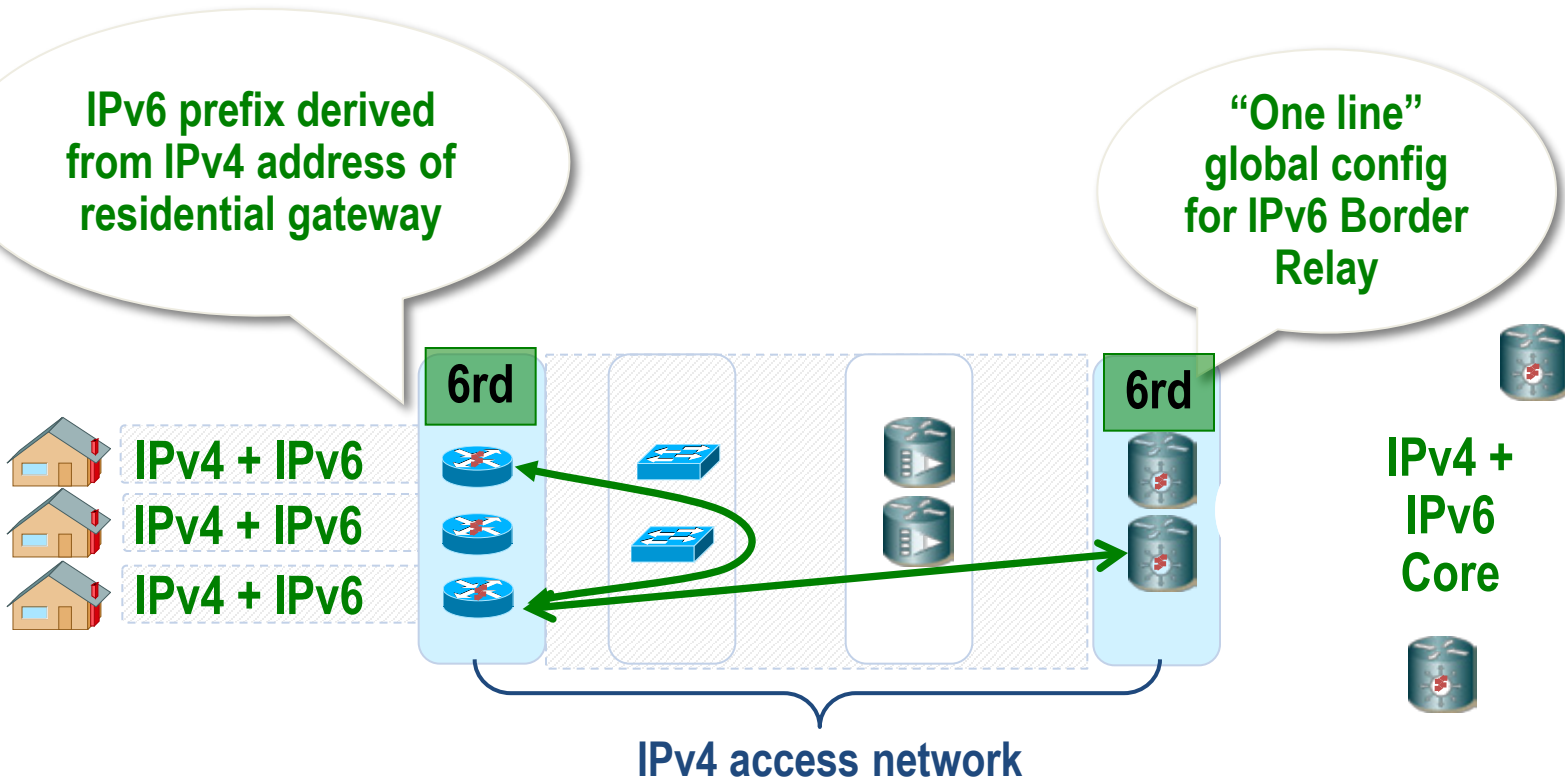 IPv6 prefix derived
from IPv4 address of
residential gateway
“One line”
global config
for IPv6 Border
Relay
6rd
6rd
IPv4 + IPv6
IPv4 + IPv6
IPv4 + IPv6
IPv4 +
IPv6
Core
IPv4 access network